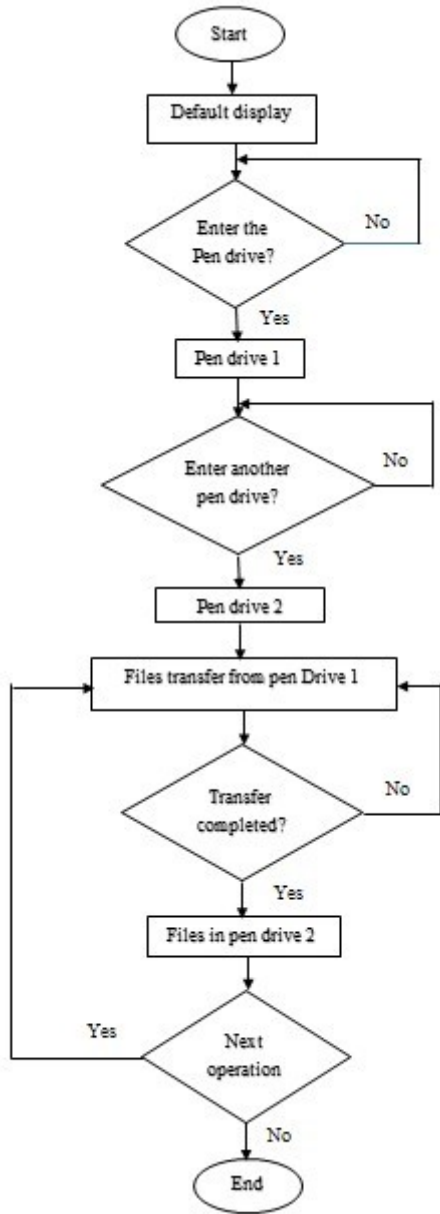 Start
Default display
Enter the
Pen drive?
No
Yes
Pen drive 1
Enter another
pen drive?
No
Yes
Pen drive 2
Files transfer from pen Drive 1
Transfer
completed?
No
Yes
Files in pen drive 2
Yes
Next
operation
No
End